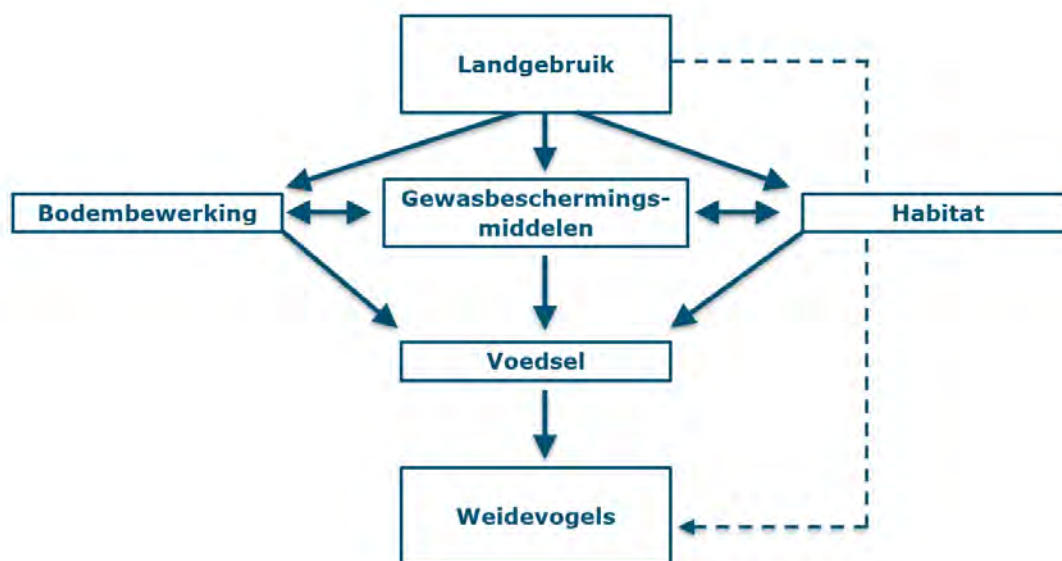 Landgebruik
Bodembewerking
Gewasbeschermings-
middelen
Habitat
Voedsel
Weidevogels